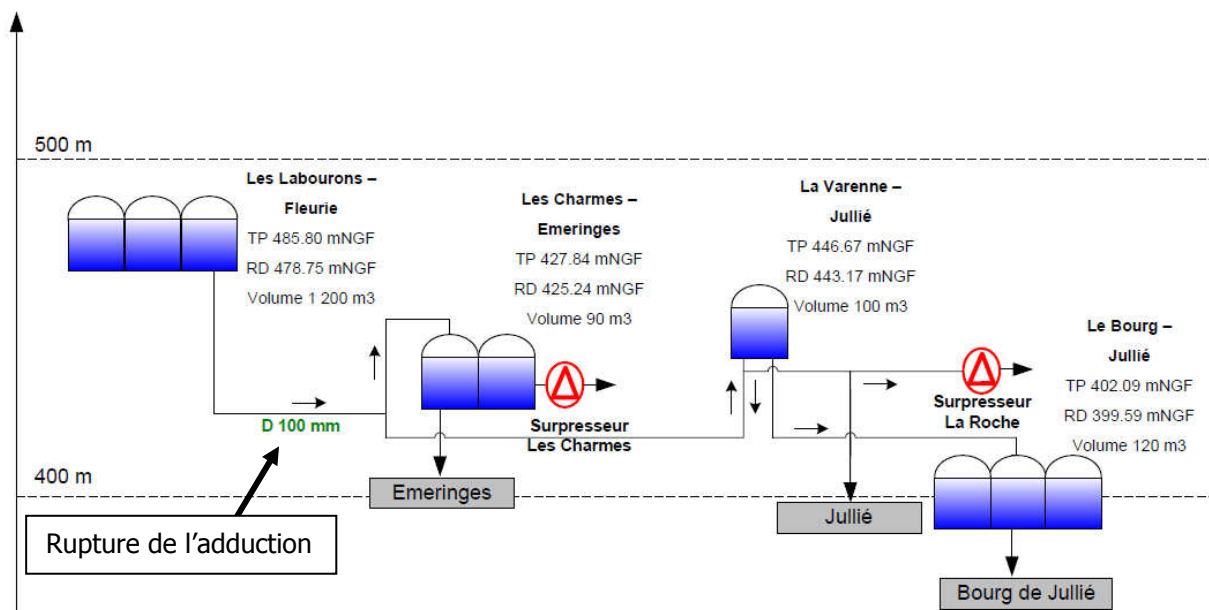 500 m
Les Labourons –
Fleurie
TP 485.80 mNGF
RD 478.75 mNGF
Volume 1 200 m3
Les Charmes –
Emeringes
TP 427.84 mNGF
RD 425.24 mNGF
Volume 90 m3
La Varenne –
Jullié
TP 446.67 mNGF
RD 443.17 mNGF
Volume 100 m3
Le Bourg –
Jullié
TP 402.09 mNGF
RD 399.59 mNGF
Volume 120 m3
D 100 mm
Surpresseur
Les Charmes
Surpresseur
La Roche
400 m
Emeringes
Jullié
Rupture de l'adduction
Bourg de Jullié